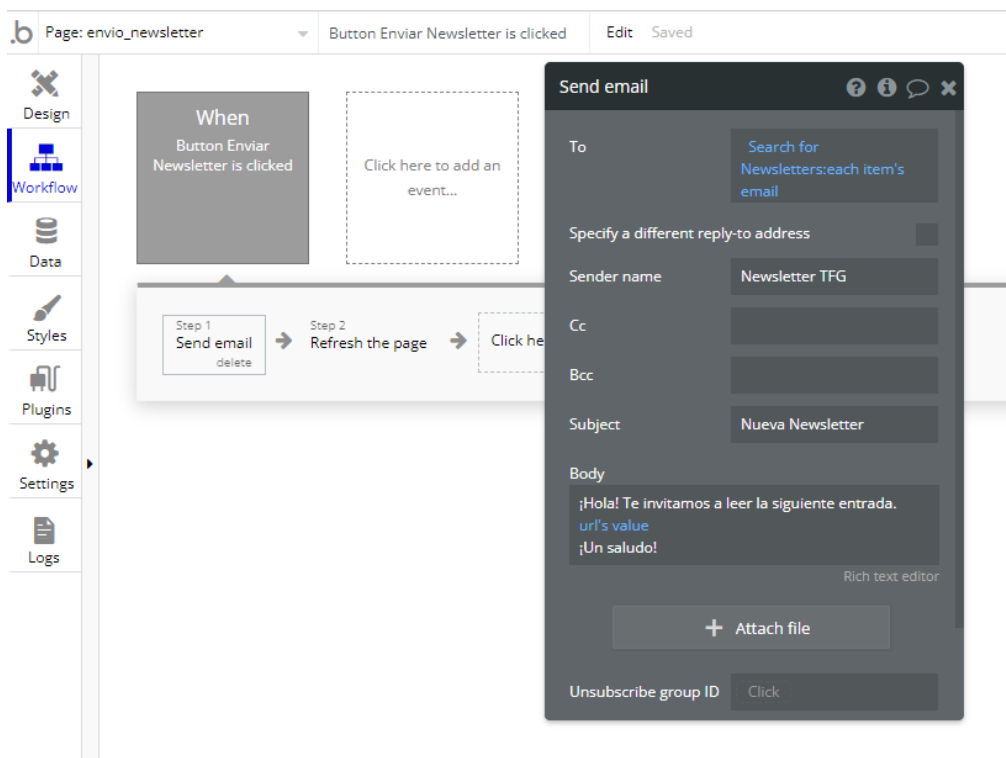 .b Page: envio_newsletter Button Enviar Newsletter is clicked Edit Saved
Design
Workflow
Data
Styles
Plugins
Settings
Logs
When
Button Enviar
Newsletter is clicked
Click here to add an
event...
Step 1
Send email
delete
Step 2
Refresh the page
Click he
Send email
To
Search for
Newsletters:each item's
email
Specify a different reply-to address
Sender name Newsletter TFG
Cc
Bcc
Subject Nueva Newsletter
Body
¡Hola! Te invitamos a leer la siguiente entrada.
url's value
¡Un saludo!
Rich text editor
+ Attach file
Unsubscribe group ID Click